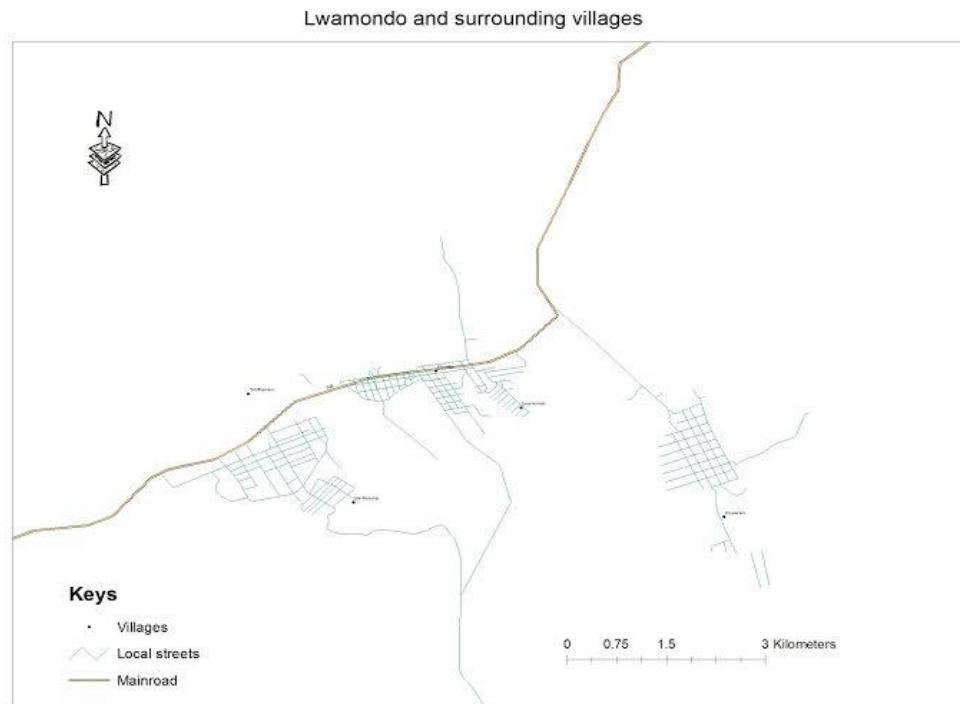 Lwamondo and surrounding villages
N
Keys
Villages
Local streets
Mainroad
0 0.75 1.5 3 Kilometers